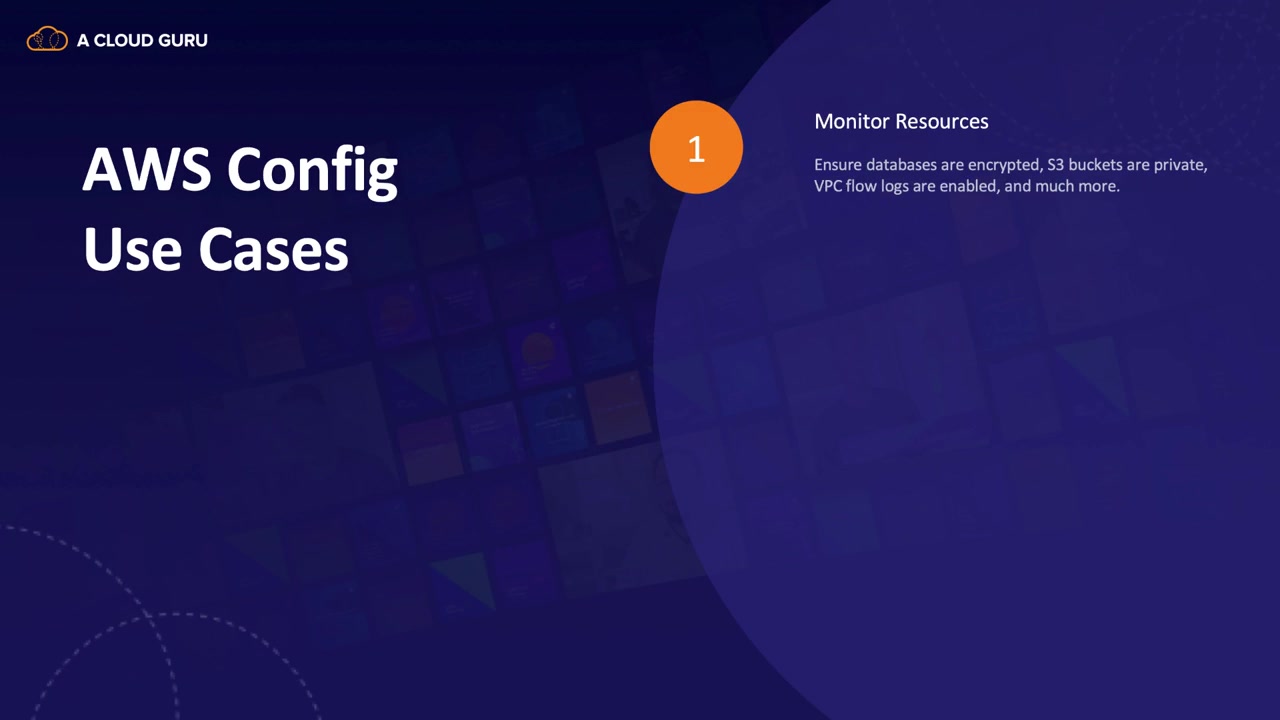 A CLOUD GURU
AWS Config
Use Cases
1
Monitor Resources
Ensure databases are encrypted, S3 buckets are private,
VPC flow logs are enabled, and much more.